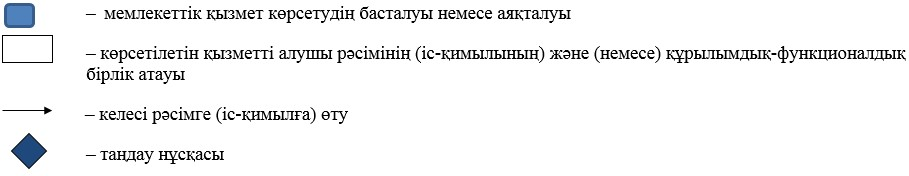 – мемлекеттік қызмет көрсетудің басталуы немесе аяқталуы
– көрсетілетін қызметті алушы рәсімінің (іс-қимылының) және (немесе) құрылымдық-функционалдық
бірлік атауы
– келесі рәсімге (іс-қимылға) өту
– таңдау нұсқасы